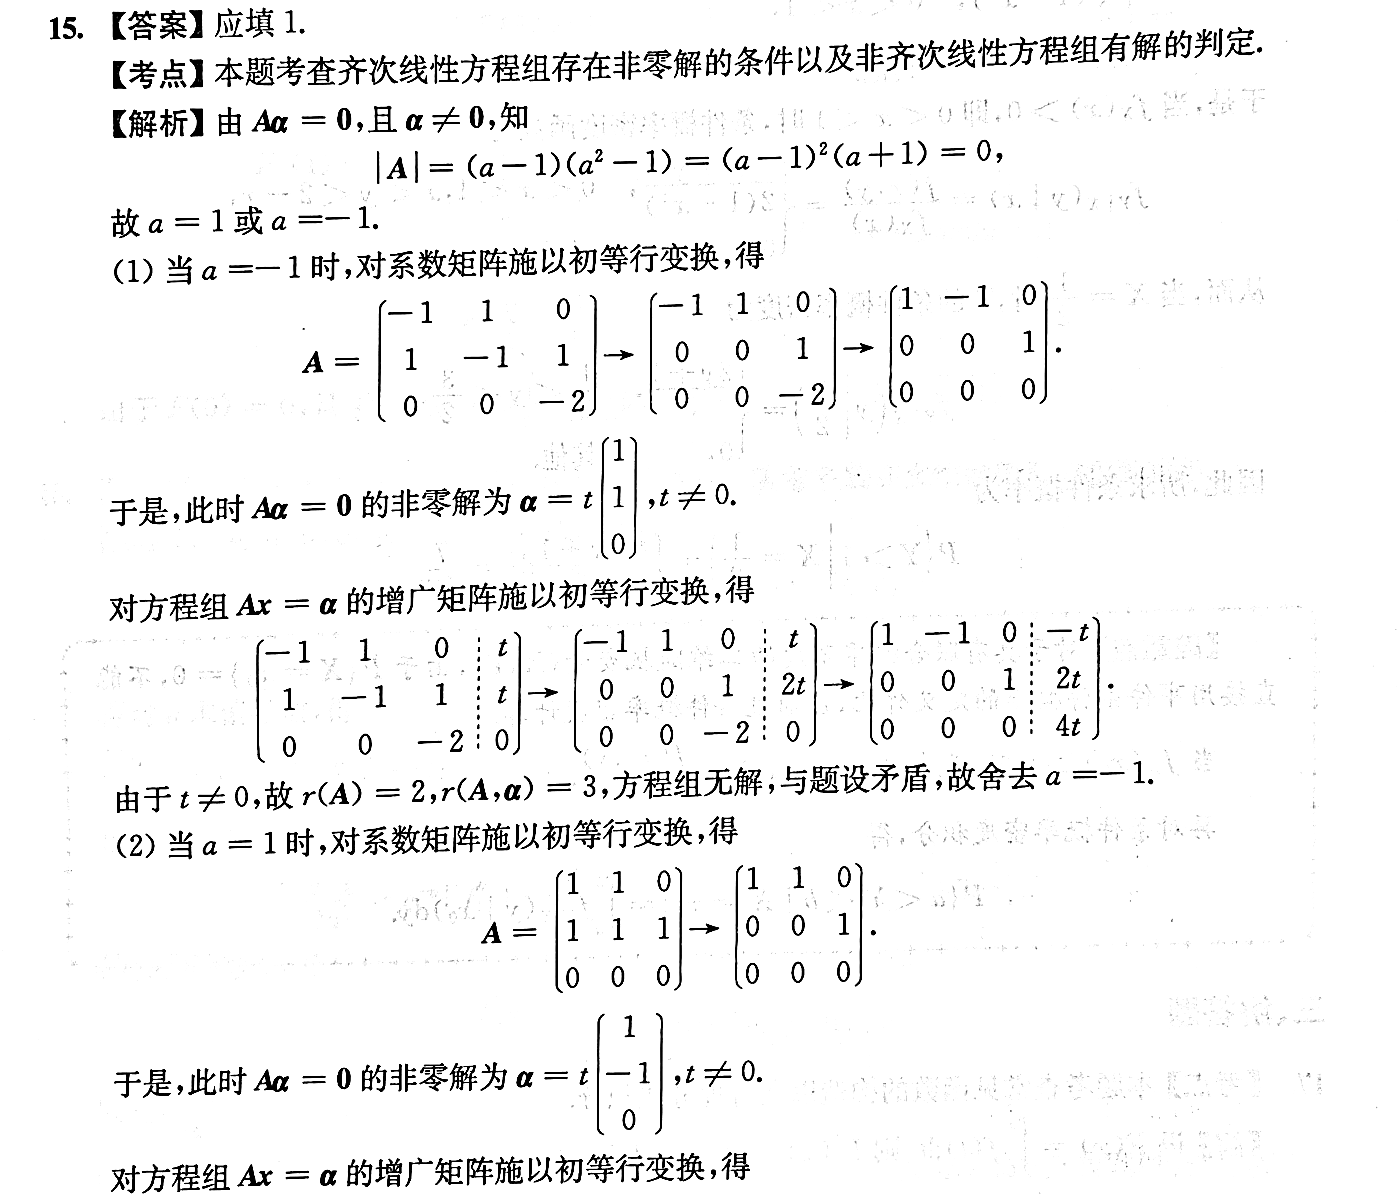 15. 【答案】应填 1.
【考点】本题考查齐次线性方程组存在非零解的条件以及非齐次线性方程组有解的判定.
【解析】由 Aα = 0,且 α ≠ 0,知
|A| = (a−1)(a²−1) = (a−1)²(a+1) = 0,
故 a = 1 或 a =−1.
(1) 当 a =−1 时,对系数矩阵施以初等行变换,得
A = (−1 1 0; 1 −1 1; 0 0 −2) → (−1 1 0; 0 0 1; 0 0 −2) → (1 −1 0; 0 0 1; 0 0 0).
于是,此时 Aα = 0 的非零解为 α = t (1; 1; 0), t ≠ 0.
对方程组 Ax = α 的增广矩阵施以初等行变换,得
(−1 1 0 ⋮ t; 1 −1 1 ⋮ t; 0 0 −2 ⋮ 0) → (−1 1 0 ⋮ t; 0 0 1 ⋮ 2t; 0 0 −2 ⋮ 0) → (1 −1 0 ⋮ −t; 0 0 1 ⋮ 2t; 0 0 0 ⋮ 4t).
由于 t ≠ 0,故 r(A) = 2,r(A,α) = 3,方程组无解,与题设矛盾,故舍去 a =−1.
(2) 当 a = 1 时,对系数矩阵施以初等行变换,得
A = (1 1 0; 1 1 1; 0 0 0) → (1 1 0; 0 0 1; 0 0 0).
于是,此时 Aα = 0 的非零解为 α = t (1; −1; 0), t ≠ 0.
对方程组 Ax = α 的增广矩阵施以初等行变换,得